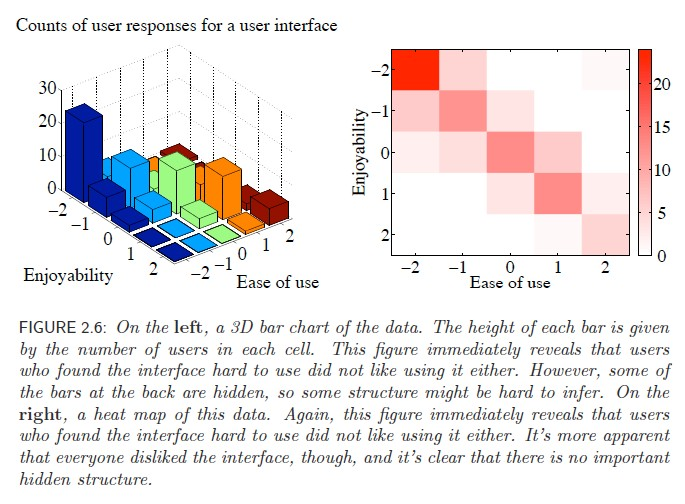 Counts of user responses for a user interface
30
20
10
0
−2
−1
0
1
2
Enjoyability
−2
−1
0
1
2
Ease of use
−2
−1
0
1
2
Enjoyability
−2
−1
0
1
2
Ease of use
20
15
10
5
0
FIGURE 2.6: On the left, a 3D bar chart of the data. The height of each bar is given
by the number of users in each cell. This figure immediately reveals that users
who found the interface hard to use did not like using it either. However, some of
the bars at the back are hidden, so some structure might be hard to infer. On the
right, a heat map of this data. Again, this figure immediately reveals that users
who found the interface hard to use did not like using it either. It's more apparent
that everyone disliked the interface, though, and it's clear that there is no important
hidden structure.